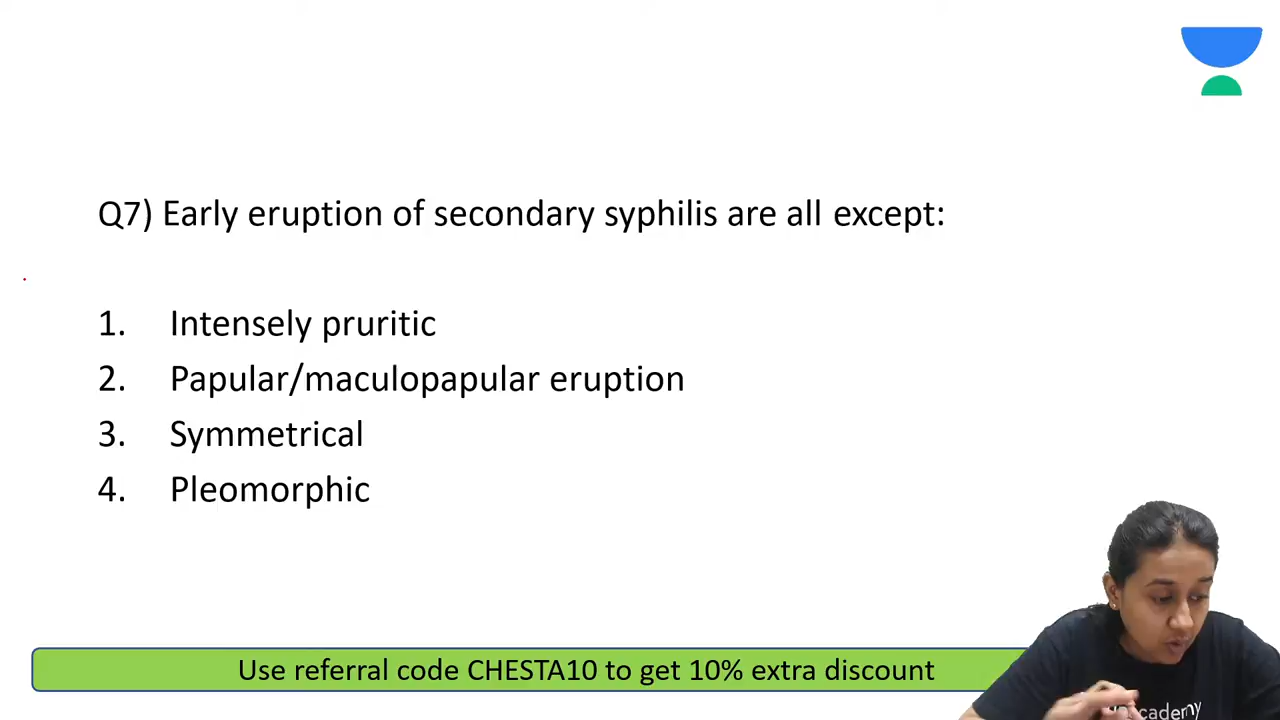 Q7) Early eruption of secondary syphilis are all except:
1. Intensely pruritic
2. Papular/maculopapular eruption
3. Symmetrical
4. Pleomorphic
Use referral code CHESTA10 to get 10% extra discount